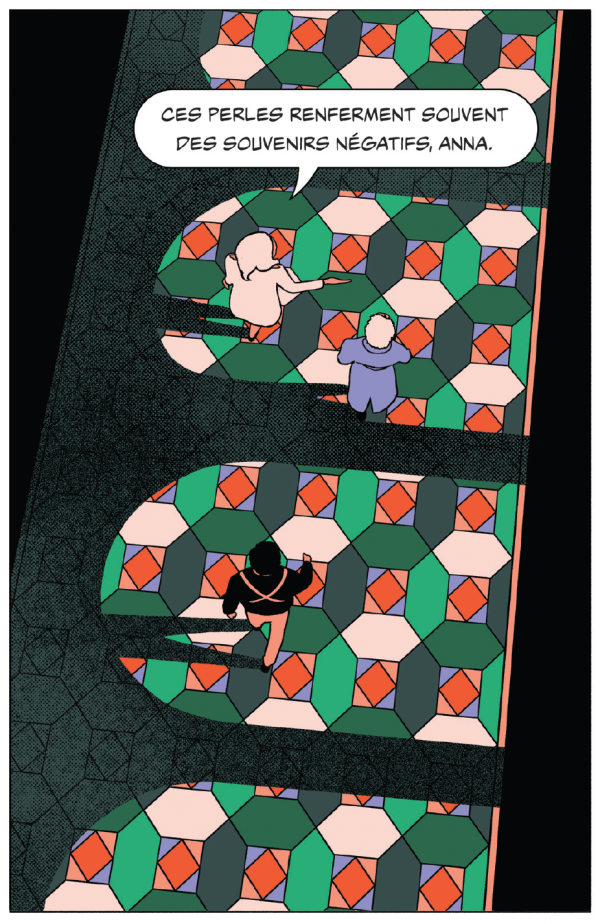 CES PERLES RENFERMENT SOUVENT
DES SOUVENIRS NÉGATIFS, ANNA.